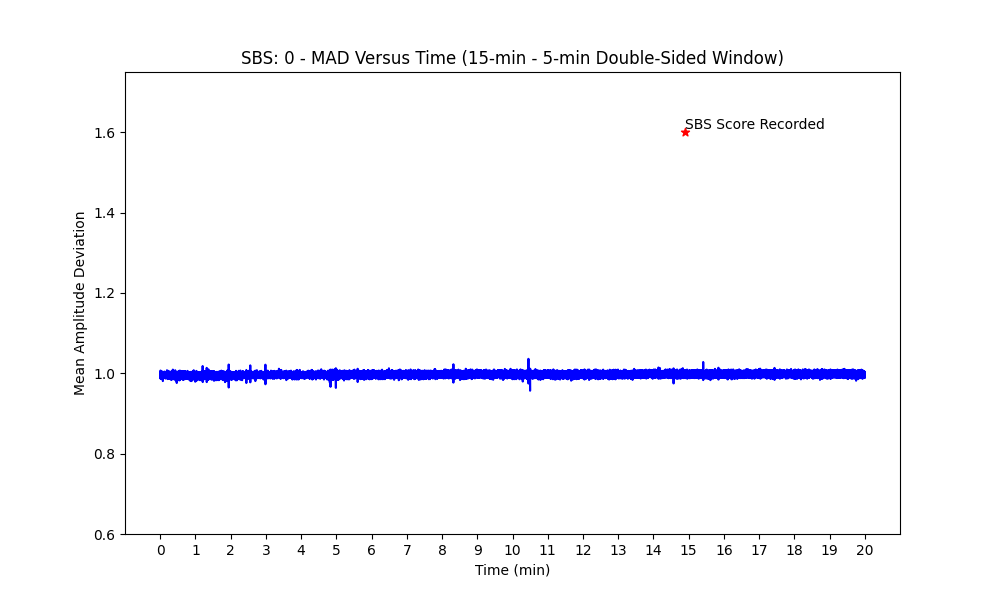 SBS: 0 - MAD Versus Time (15-min - 5-min Double-Sided Window)
SBS Score Recorded
Mean Amplitude Deviation
1.6
1.4
1.2
1.0
0.8
0.6
0 1 2 3 4 5 6 7 8 9 10 11 12 13 14 15 16 17 18 19 20
Time (min)